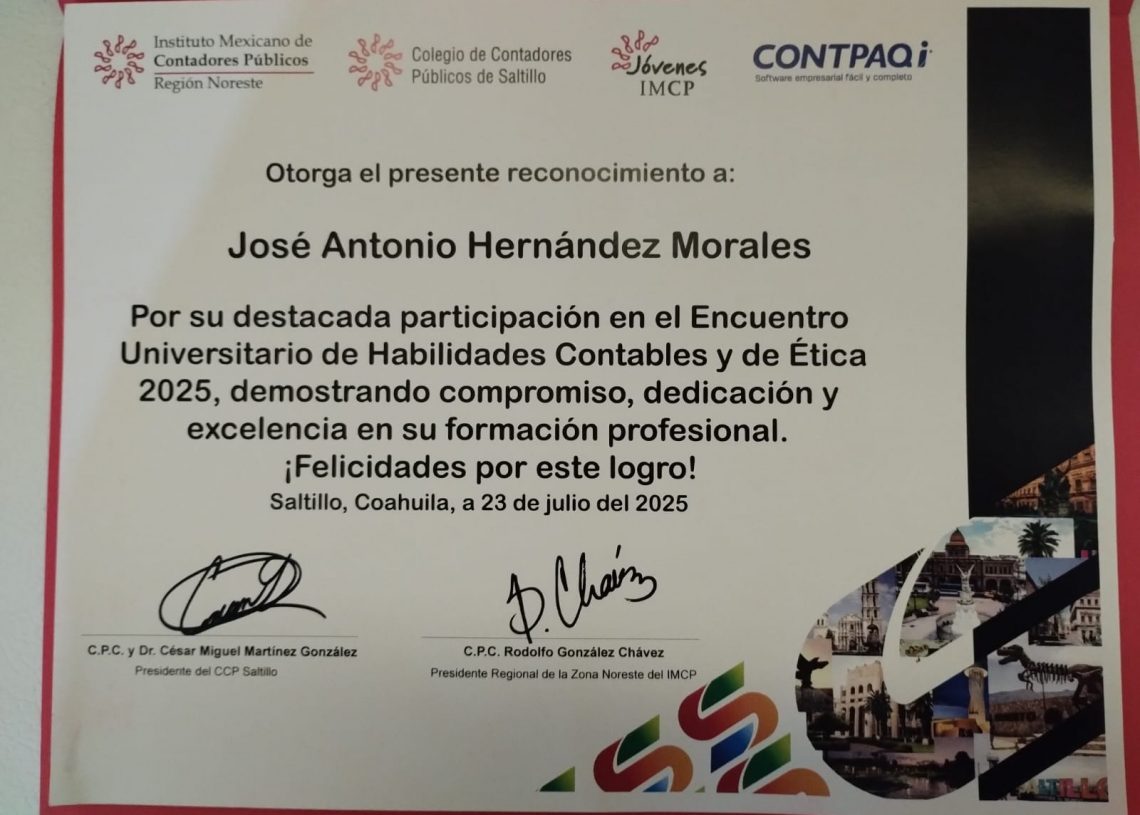 Instituto Mexicano de
Contadores Públicos
Región Noreste
Colegio de Contadores
Públicos de Saltillo
Jóvenes
IMCP
CONTPAQi
Software empresarial fácil y completo
Otorga el presente reconocimiento a:
José Antonio Hernández Morales
Por su destacada participación en el Encuentro
Universitario de Habilidades Contables y de Ética
2025, demostrando compromiso, dedicación y
excelencia en su formación profesional.
¡Felicidades por este logro!
Saltillo, Coahuila, a 23 de julio del 2025
C.P.C. y Dr. César Miguel Martínez González
Presidente del CCP Saltillo
C.P.C. Rodolfo González Chávez
Presidente Regional de la Zona Noreste del IMCP